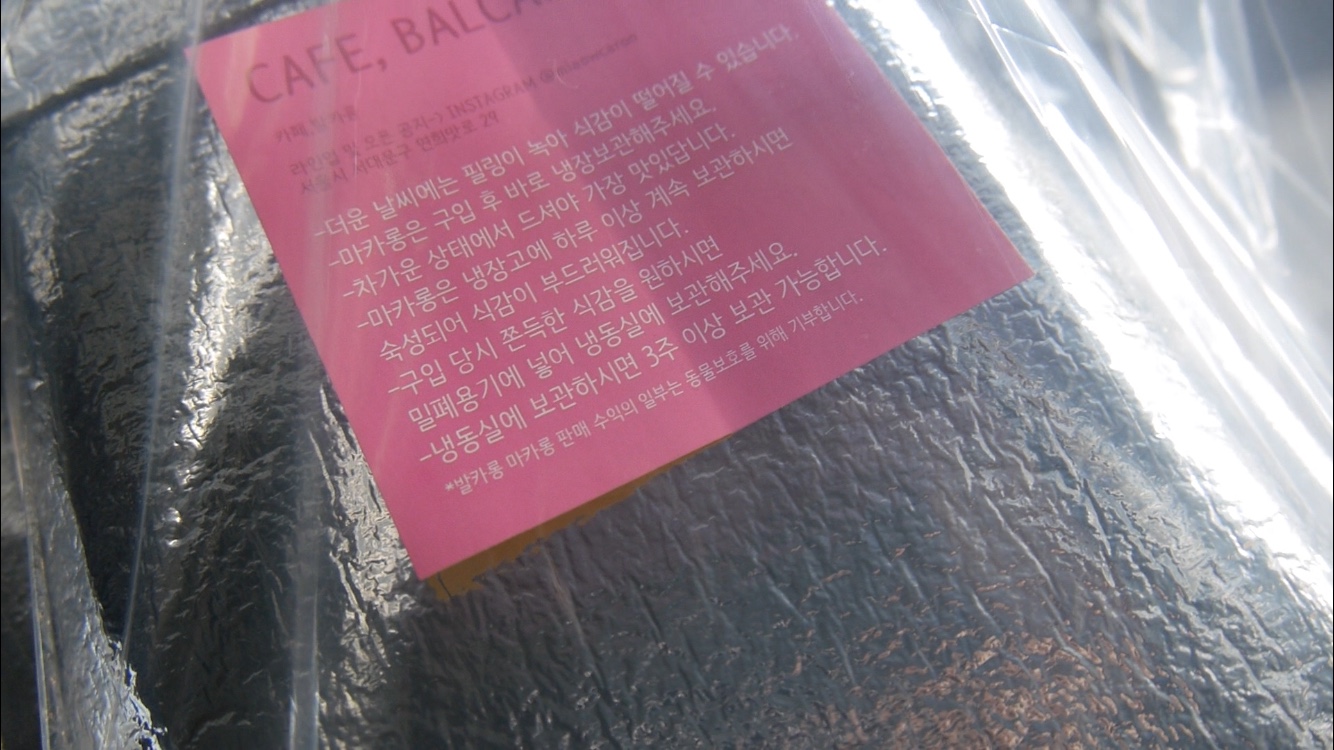 CAFE,
카페,발카롱
라인업 및 오픈 공지-> INSTAGRAM
서울시 서대문구 연희맛로 29
-더운 날씨에는 필링이 녹아 식감이 떨어질 수 있습니다.
-마카롱은 구입 후 바로 냉장보관해주세요.
-차가운 상태에서 드셔야 가장 맛있답니다.
-마카롱은 냉장고에 하루 이상 계속 보관하시면
숙성되어 식감이 부드러워집니다.
-구입 당시 쫀득한 식감을 원하시면
밀폐용기에 넣어 냉동실에 보관해주세요.
-냉동실에 보관하시면 3주 이상 보관 가능합니다.
*발카롱 마카롱 판매 수익의 일부는 동물보호를 위해 기부합니다.